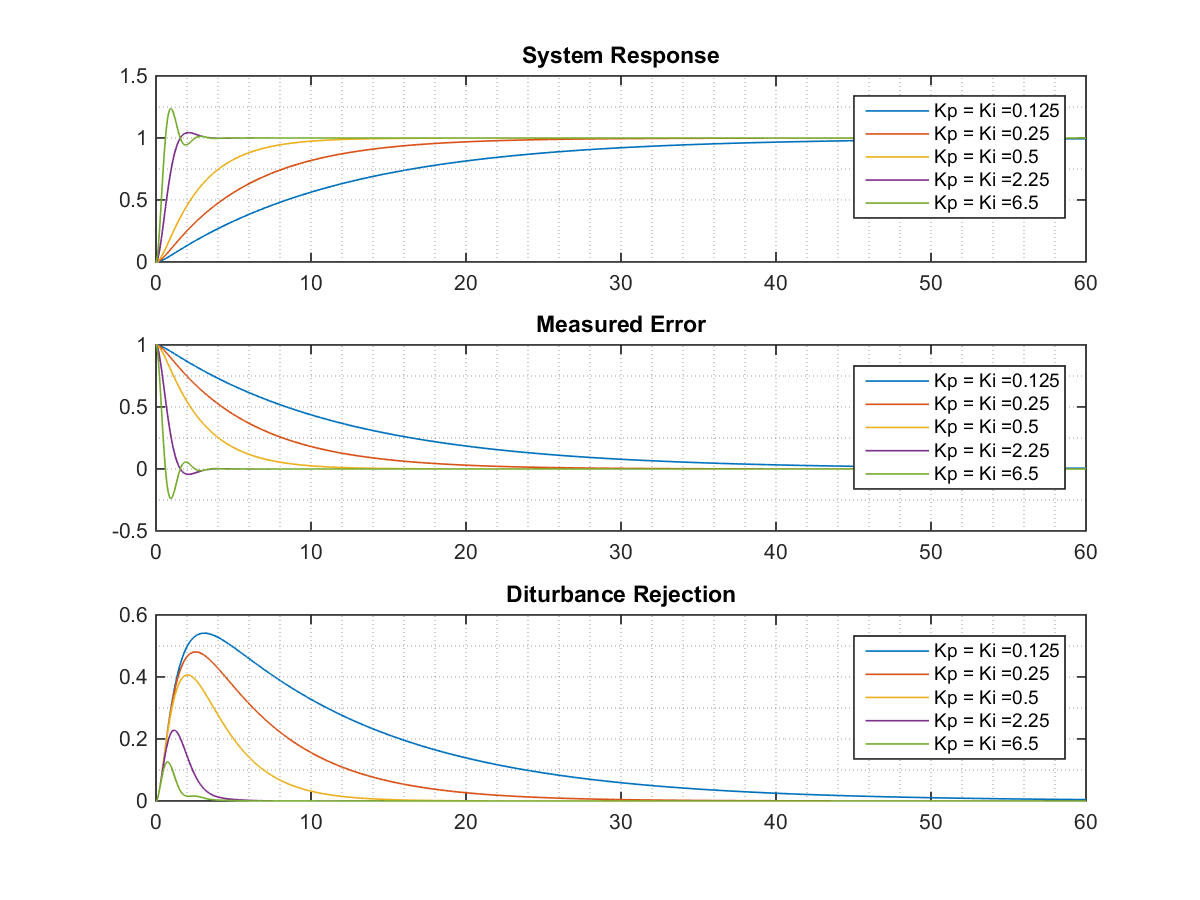 System Response
1.5
1
0.5
0
0 10 20 30 40 50 60
Kp = Ki =0.125
Kp = Ki =0.25
Kp = Ki =0.5
Kp = Ki =2.25
Kp = Ki =6.5
Measured Error
1
0.5
0
-0.5
0 10 20 30 40 50 60
Kp = Ki =0.125
Kp = Ki =0.25
Kp = Ki =0.5
Kp = Ki =2.25
Kp = Ki =6.5
Diturbance Rejection
0.6
0.4
0.2
0
0 10 20 30 40 50 60
Kp = Ki =0.125
Kp = Ki =0.25
Kp = Ki =0.5
Kp = Ki =2.25
Kp = Ki =6.5